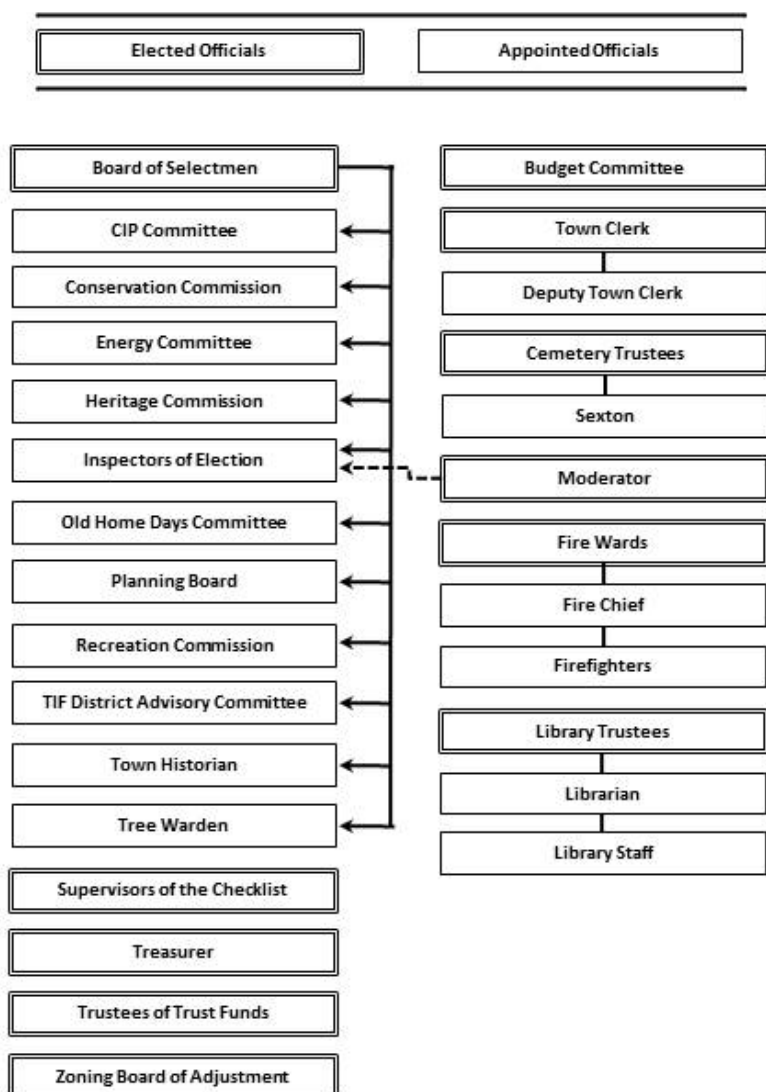 Elected Officials
Appointed Officials
Board of Selectmen
CIP Committee
Conservation Commission
Energy Committee
Heritage Commission
Inspectors of Election
Old Home Days Committee
Planning Board
Recreation Commission
TIF District Advisory Committee
Town Historian
Tree Warden
Supervisors of the Checklist
Treasurer
Trustees of Trust Funds
Zoning Board of Adjustment
Budget Committee
Town Clerk
Deputy Town Clerk
Cemetery Trustees
Sexton
Moderator
Fire Wards
Fire Chief
Firefighters
Library Trustees
Librarian
Library Staff